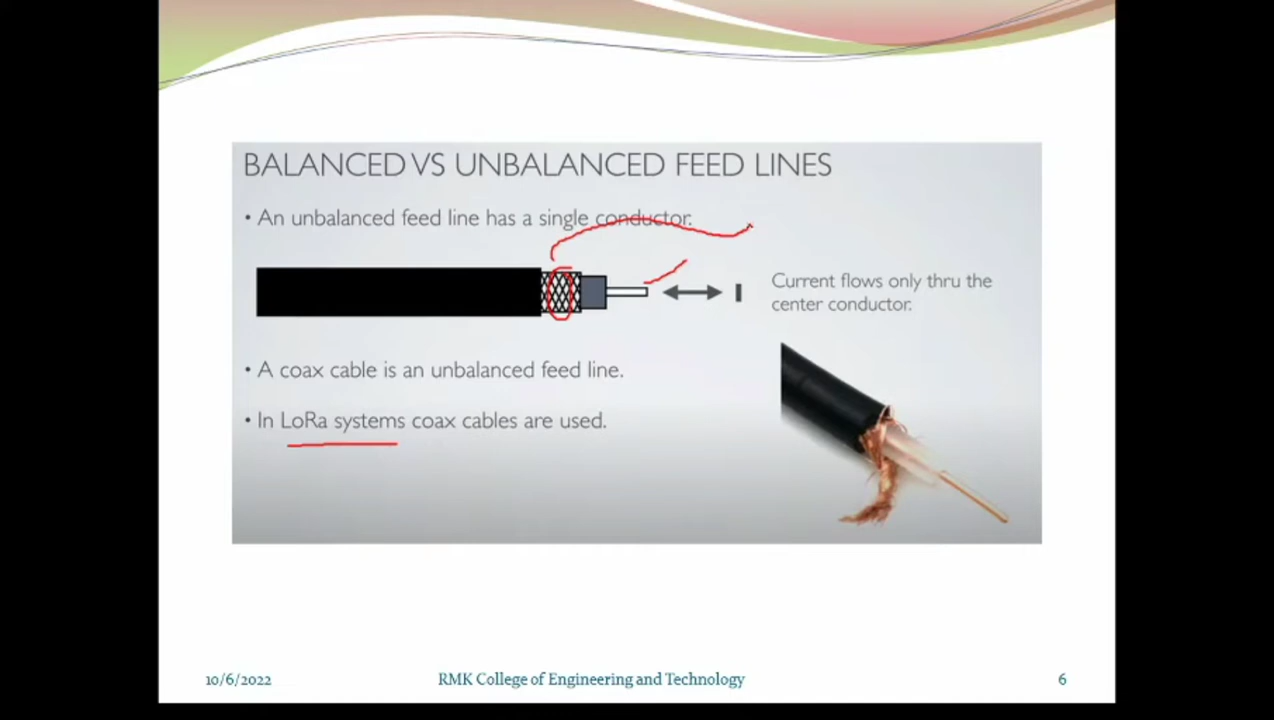 BALANCED VS UNBALANCED FEED LINES
• An unbalanced feed line has a single conductor.
I
Current flows only thru the
center conductor.
• A coax cable is an unbalanced feed line.
• In LoRa systems coax cables are used.
10/6/2022
RMK College of Engineering and Technology
6